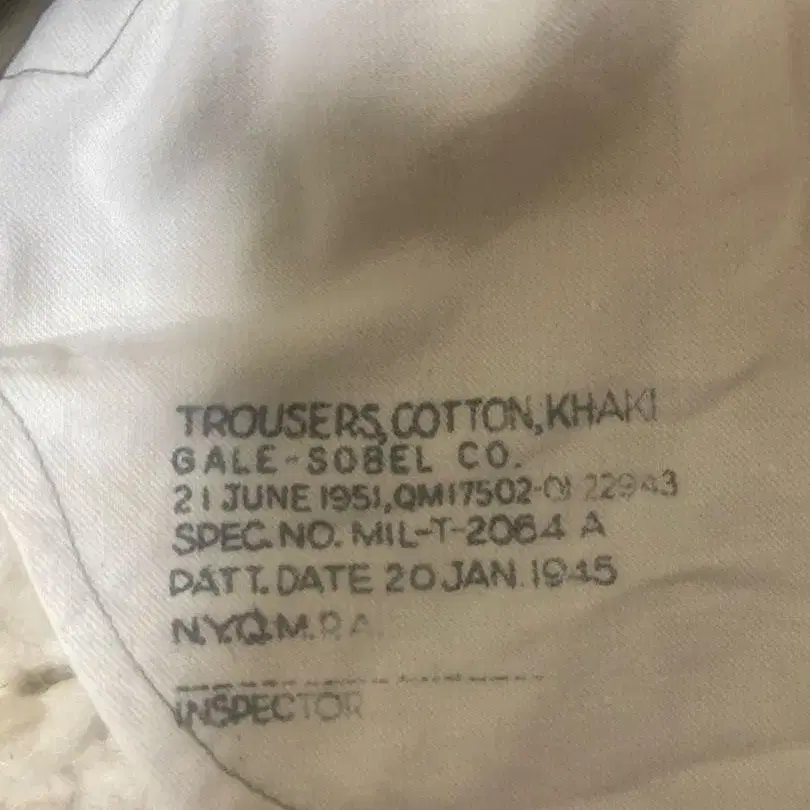 TROUSERS, COTTON, KHAKI
GALE-SOBEL CO.
21 JUNE 1951, QM17502-OI 22943
SPEC. NO. MIL-T-2064 A
PATT. DATE 20 JAN. 1945
N.Y.Q.M.P.A.
INSPECTOR